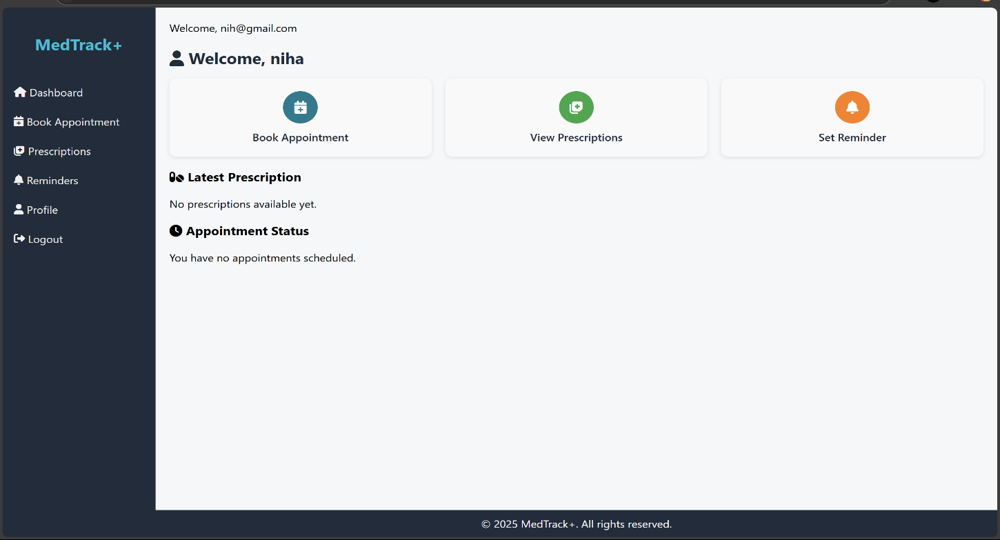 MedTrack+
Dashboard
Book Appointment
Prescriptions
Reminders
Profile
Logout
Welcome, nih@gmail.com
Welcome, niha
Book Appointment
View Prescriptions
Set Reminder
Latest Prescription
No prescriptions available yet.
Appointment Status
You have no appointments scheduled.
© 2025 MedTrack+. All rights reserved.